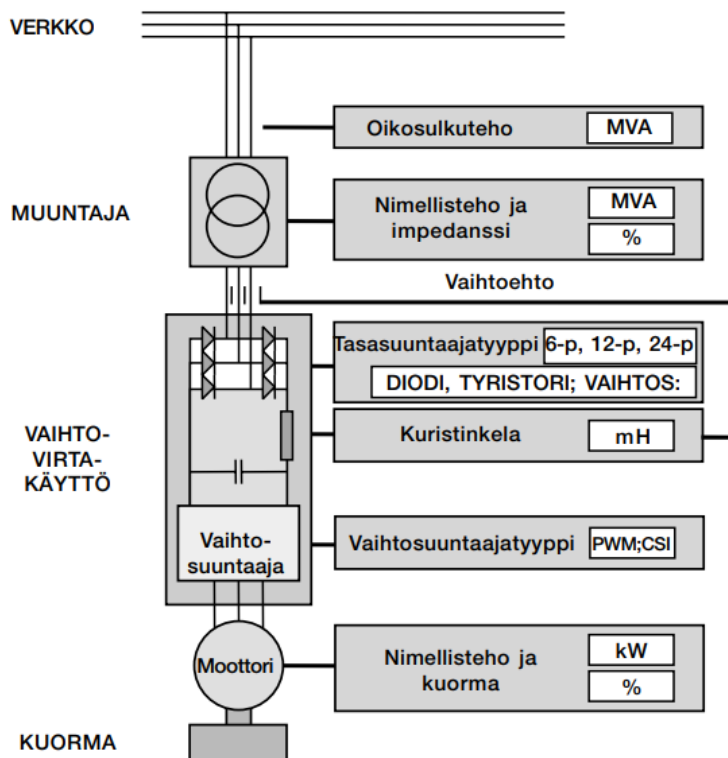 VERKKO
Oikosulkuteho MVA
MUUNTAJA
Nimellisteho ja
impedanssi
MVA
%
Vaihtoehto
Tasasuuntaajatyyppi 6-p, 12-p, 24-p
DIODI, TYRISTORI; VAIHTOS:
VAIHTO-
VIRTA-
KÄYTTÖ
Kuristinkela mH
Vaihto-
suuntaaja
Vaihtosuuntaajatyyppi PWM;CSI
Moottori
Nimellisteho ja
kuorma
kW
%
KUORMA